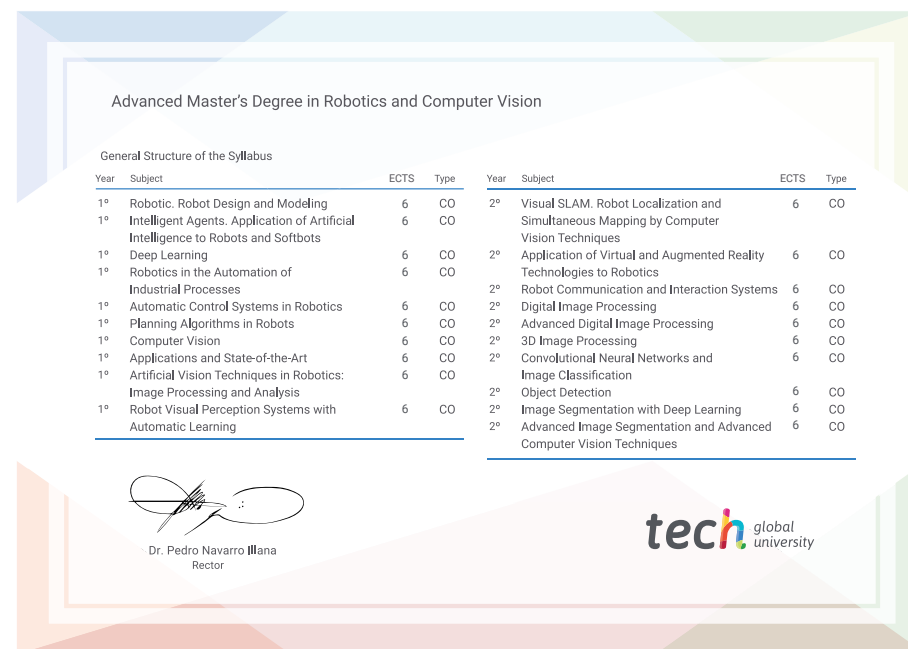 Advanced Master's Degree in Robotics and Computer Vision
General Structure of the Syllabus
Year Subject ECTS Type
1º Robotic. Robot Design and Modeling 6 CO
1º Intelligent Agents. Application of Artificial 6 CO
Intelligence to Robots and Softbots
1º Deep Learning 6 CO
1º Robotics in the Automation of 6 CO
Industrial Processes
1º Automatic Control Systems in Robotics 6 CO
1º Planning Algorithms in Robots 6 CO
1º Computer Vision 6 CO
1º Applications and State-of-the-Art 6 CO
1º Artificial Vision Techniques in Robotics: 6 CO
Image Processing and Analysis
1º Robot Visual Perception Systems with 6 CO
Automatic Learning
Year Subject ECTS Type
2º Visual SLAM. Robot Localization and 6 CO
Simultaneous Mapping by Computer
Vision Techniques
2º Application of Virtual and Augmented Reality 6 CO
Technologies to Robotics
2º Robot Communication and Interaction Systems 6 CO
2º Digital Image Processing 6 CO
2º Advanced Digital Image Processing 6 CO
2º 3D Image Processing 6 CO
2º Convolutional Neural Networks and 6 CO
Image Classification
2º Object Detection 6 CO
2º Image Segmentation with Deep Learning 6 CO
2º Advanced Image Segmentation and Advanced 6 CO
Computer Vision Techniques
Dr. Pedro Navarro Illana
Rector
tech global
university